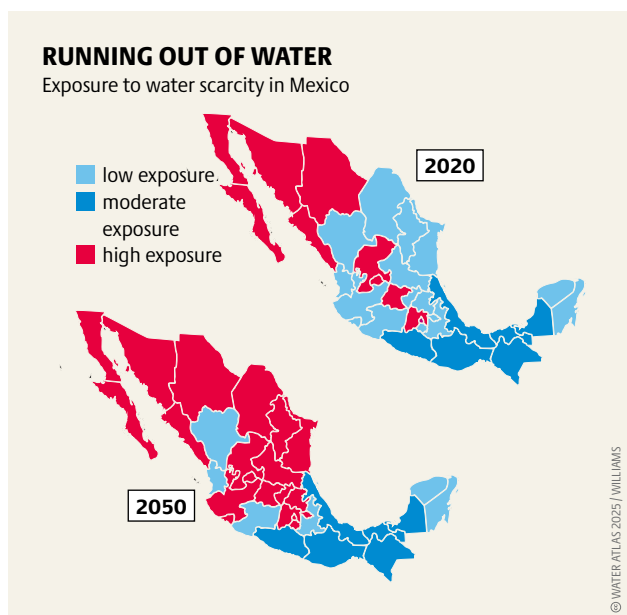 RUNNING OUT OF WATER
Exposure to water scarcity in Mexico
2020
low exposure
moderate
exposure
high exposure
2050
© WATER ATLAS 2025 / WILLIAMS